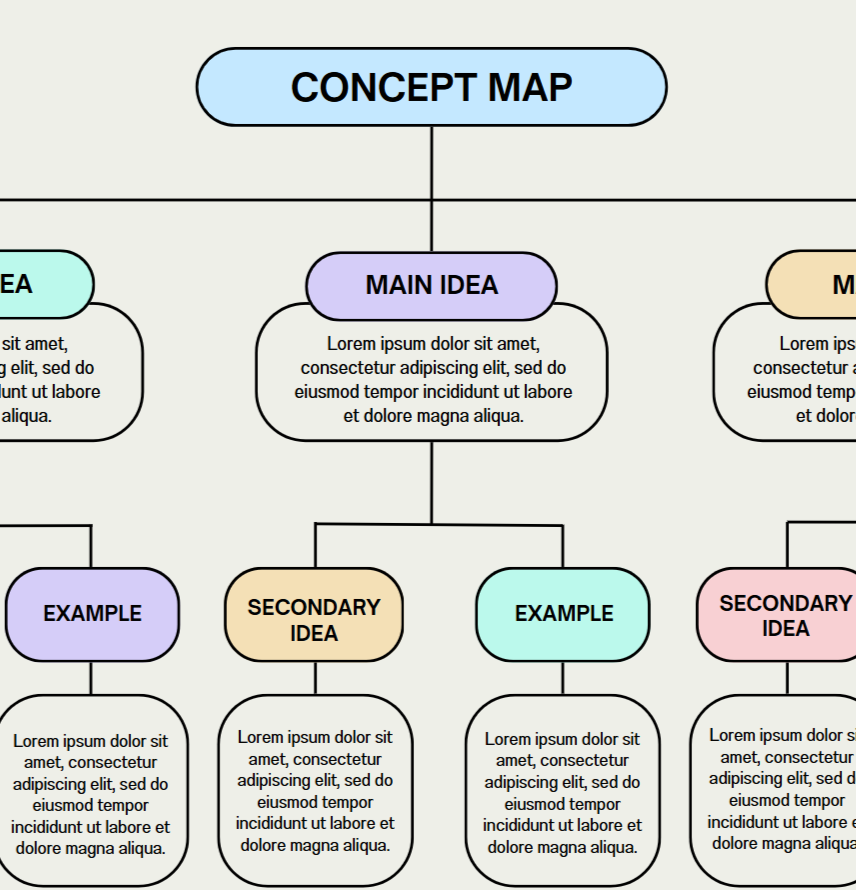 CONCEPT MAP
EA
sit amet,
elit, sed do
ut labore
aliqua.
MAIN IDEA
Lorem ipsum dolor sit amet,
consectetur adipiscing elit, sed do
eiusmod tempor incididunt ut labore
et dolore magna aliqua.
M
Lorem
consectetur
eiusmod
et
EXAMPLE
Lorem ipsum dolor sit
amet, consectetur
adipiscing elit, sed do
eiusmod tempor
incididunt ut labore et
dolore magna aliqua.
SECONDARY
IDEA
Lorem ipsum dolor sit
amet, consectetur
adipiscing elit, sed do
eiusmod tempor
incididunt ut labore et
dolore magna aliqua.
EXAMPLE
Lorem ipsum dolor sit
amet, consectetur
adipiscing elit, sed do
eiusmod tempor
incididunt ut labore et
dolore magna aliqua.
SECONDARY
IDEA
Lorem ipsum dolor
amet, consectetur
adipiscing elit, sed
eiusmod tempor
incididunt ut labore
dolore magna aliqua